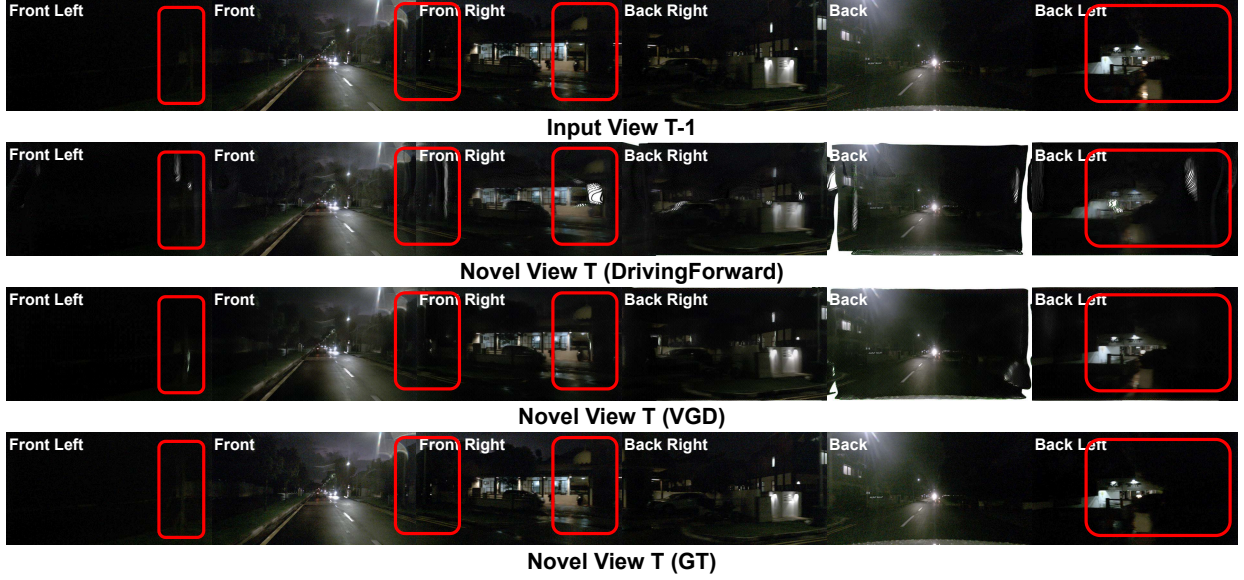 Front Left Front Front Right Back Right Back Back Left
Input View T-1
Front Left Front Front Right Back Right Back Back Left
Novel View T (DrivingForward)
Front Left Front Front Right Back Right Back Back Left
Novel View T (VGD)
Front Left Front Front Right Back Right Back Back Left
Novel View T (GT)